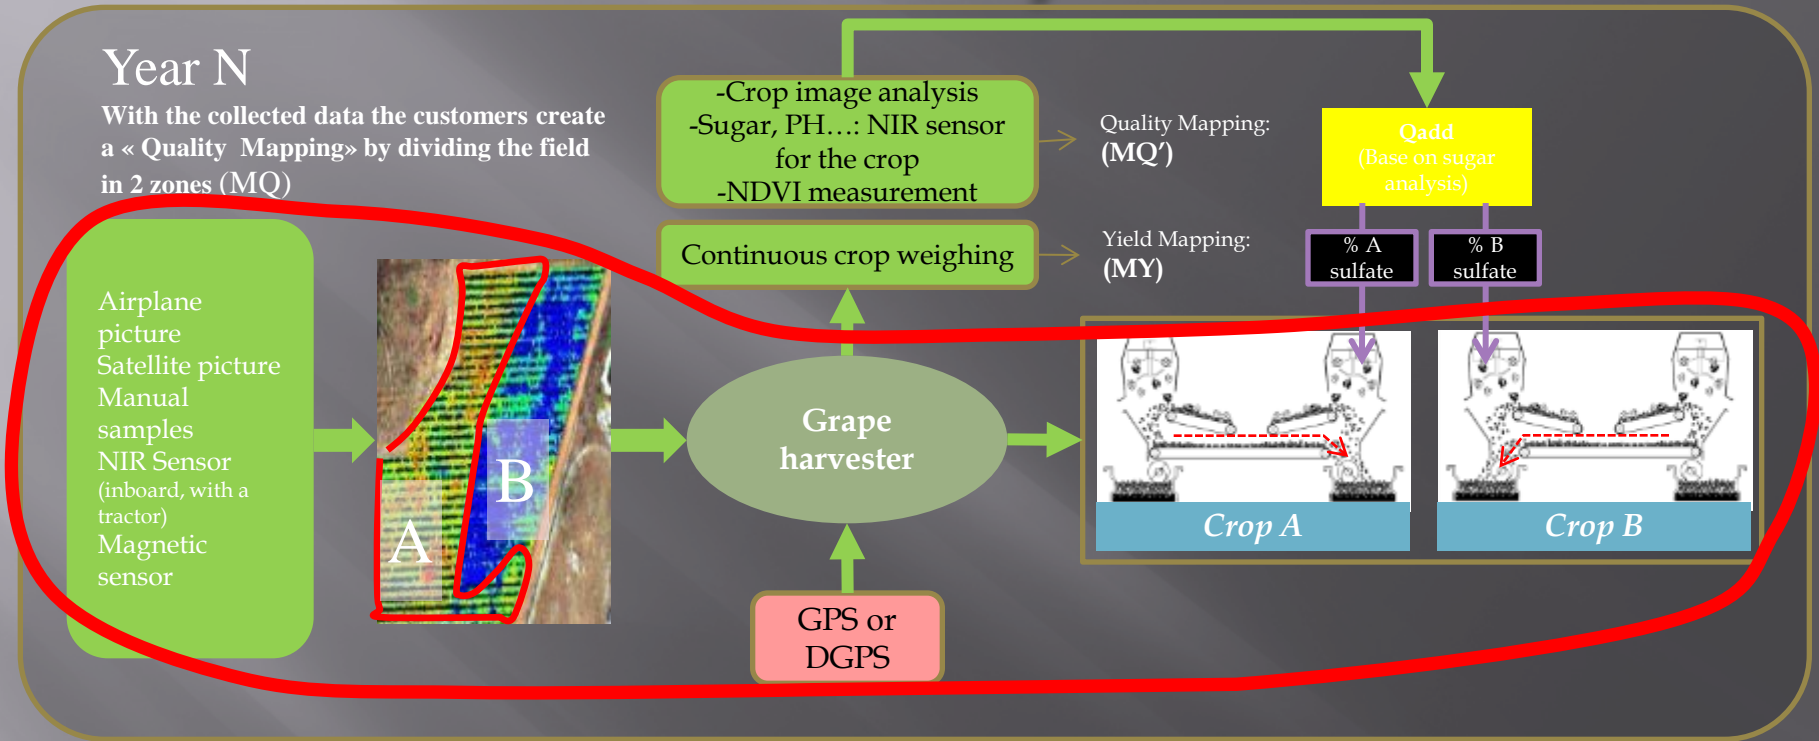 Year N
With the collected data the customers create
a « Quality Mapping» by dividing the field
in 2 zones (MQ)
-Crop image analysis
-Sugar, PH…: NIR sensor
for the crop
-NDVI measurement
Quality Mapping:
(MQ’)
Qadd
(Base on sugar
analysis)
Continuous crop weighing
Yield Mapping:
(MY)
% A
sulfate
% B
sulfate
Airplane
picture
Satellite picture
Manual
samples
NIR Sensor
(inboard, with a
tractor)
Magnetic
sensor
A
B
Grape
harvester
GPS or
DGPS
Crop A
Crop B